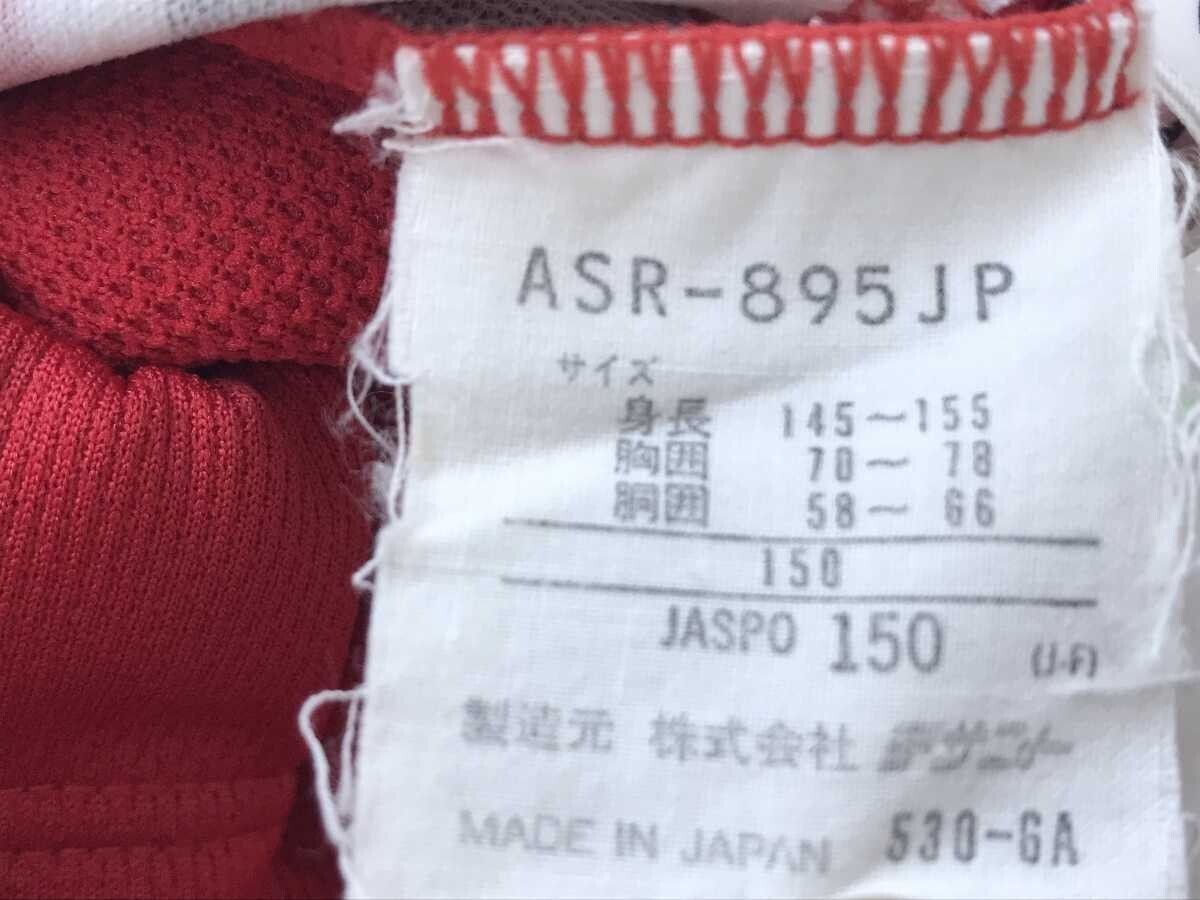 ASR-895JP
サイズ
身長 145～155
胸囲 70～ 78
胴囲 58～ 66
150
JASPO 150 (J-F)
製造元 株式会社 デサント
MADE IN JAPAN 530-6A